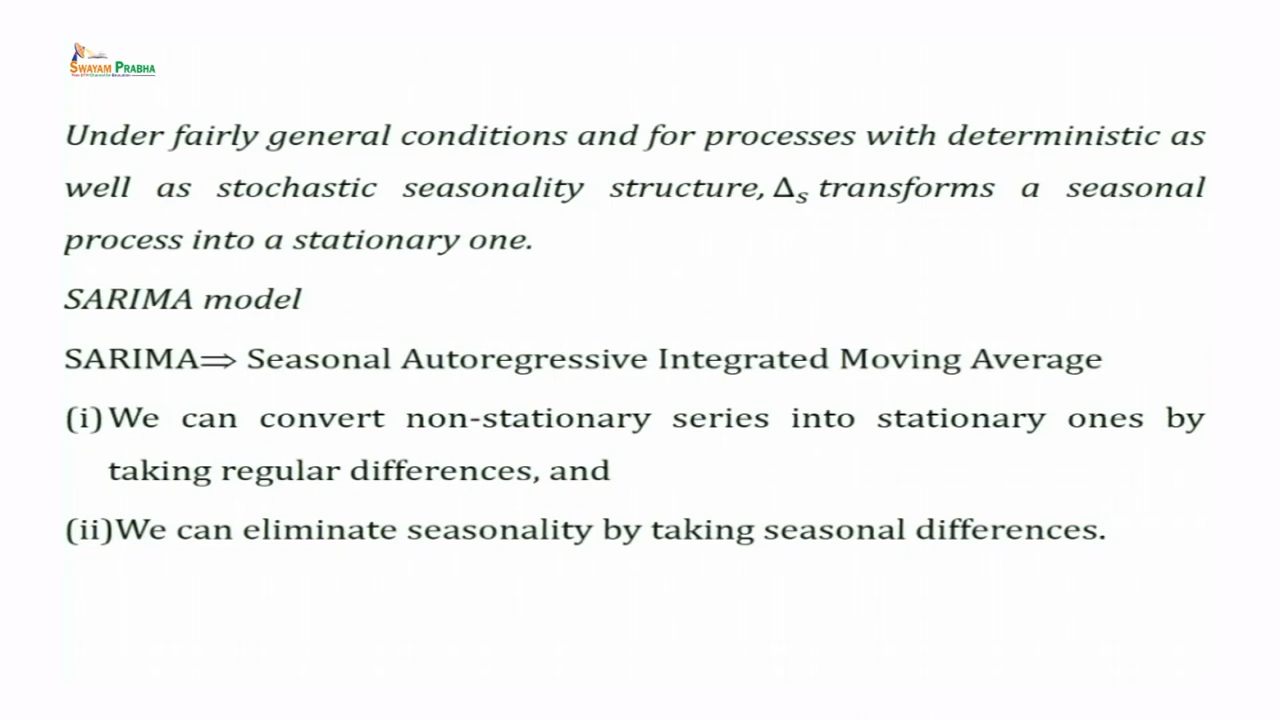 SWAYAM PRABHA
Under fairly general conditions and for processes with deterministic as
well as stochastic seasonality structure, Δₛ transforms a seasonal
process into a stationary one.
SARIMA model
SARIMA⟹ Seasonal Autoregressive Integrated Moving Average
(i) We can convert non-stationary series into stationary ones by
taking regular differences, and
(ii)We can eliminate seasonality by taking seasonal differences.